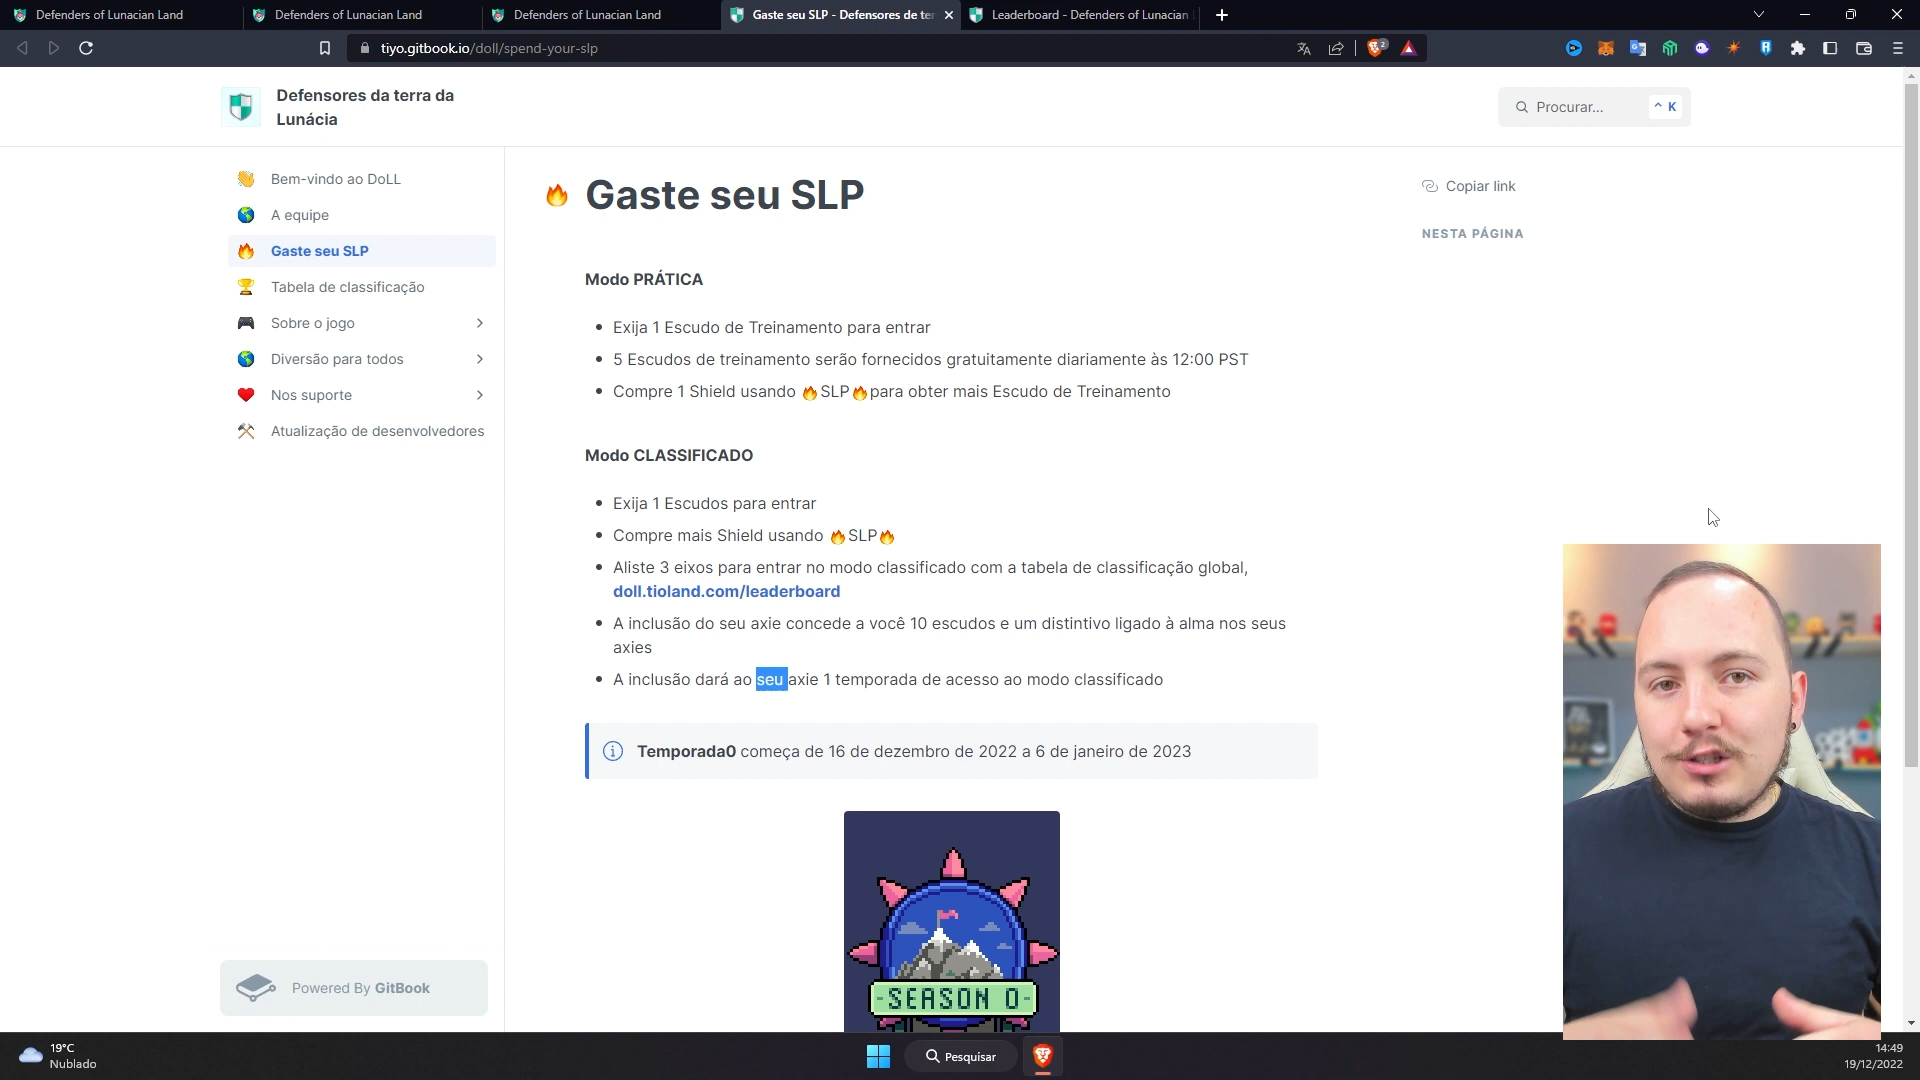 Defenders of Lunacian Land
Defenders of Lunacian Land
Defenders of Lunacian Land
Gaste seu SLP - Defensores de te
Leaderboard - Defenders of Lunacian
tiyo.gitbook.io/doll/spend-your-slp
2
Defensores da terra da
Lunácia
Procurar...
^ K
Bem-vindo ao DoLL
A equipe
Gaste seu SLP
Tabela de classificação
Sobre o jogo
Diversão para todos
Nos suporte
Atualização de desenvolvedores
Powered By GitBook
🔥 Gaste seu SLP
Modo PRÁTICA
• Exija 1 Escudo de Treinamento para entrar
• 5 Escudos de treinamento serão fornecidos gratuitamente diariamente às 12:00 PST
• Compre 1 Shield usando 🔥SLP🔥para obter mais Escudo de Treinamento
Modo CLASSIFICADO
• Exija 1 Escudos para entrar
• Compre mais Shield usando 🔥SLP🔥
• Aliste 3 eixos para entrar no modo classificado com a tabela de classificação global,
doll.tioland.com/leaderboard
• A inclusão do seu axie concede a você 10 escudos e um distintivo ligado à alma nos seus
axies
• A inclusão dará ao seu axie 1 temporada de acesso ao modo classificado
Temporada0 começa de 16 de dezembro de 2022 a 6 de janeiro de 2023
-SEASON 0-
Copiar link
NESTA PÁGINA
19°C
Nublado
Pesquisar
14:49
19/12/2022